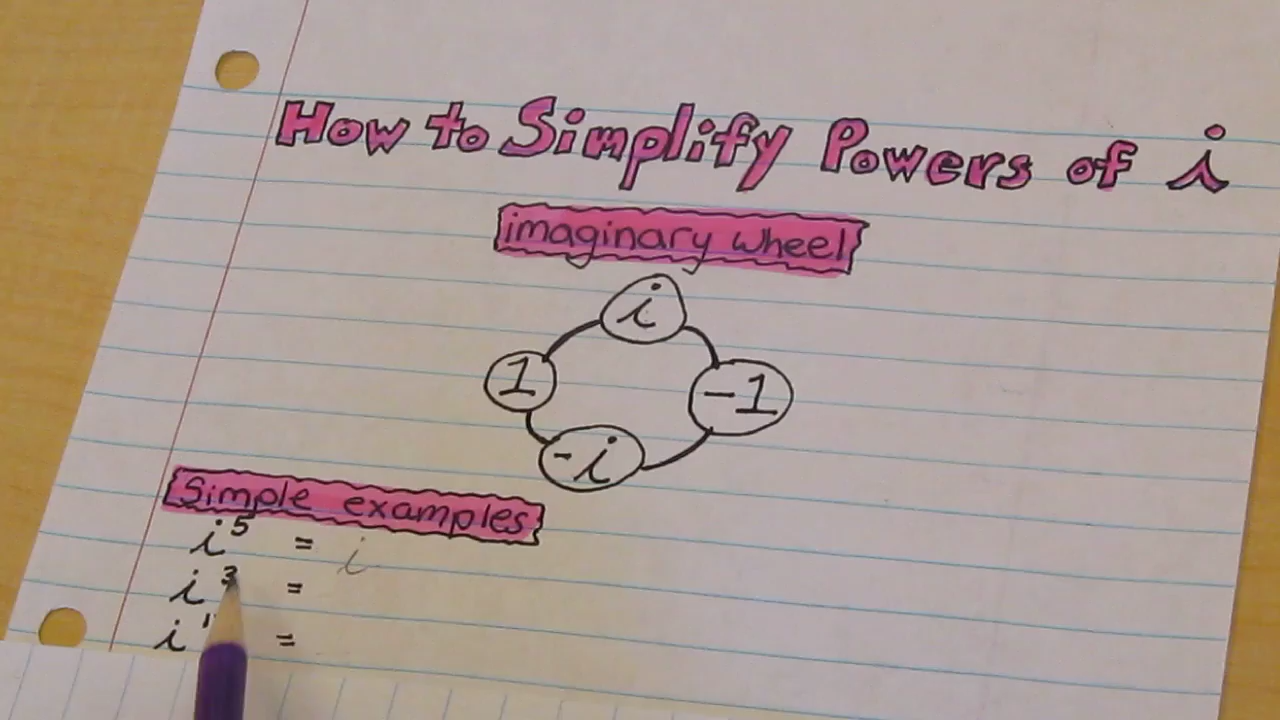 How to Simplify Powers of i
imaginary wheel
i
1
-1
-i
Simple examples
i⁵ = i
i³ =
i =